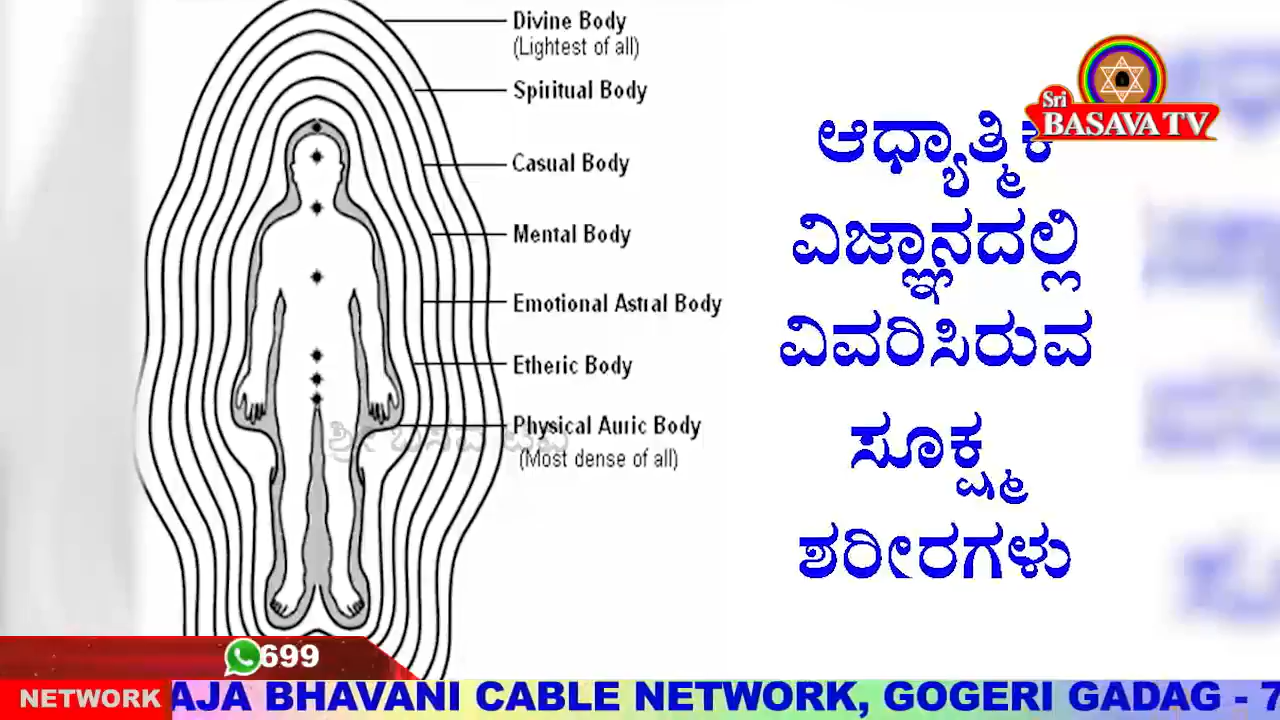 Divine Body
(Lightest of all)
Spiritual Body
Casual Body
Mental Body
Emotional Astral Body
Etheric Body
Physical Auric Body
(Most dense of all)
ಶ್ರೀ ಬಸವ ಟಿವಿ
Sri
BASAVA TV
ಆಧ್ಯಾತ್ಮಿಕ
ವಿಜ್ಞಾನದಲ್ಲಿ
ವಿವರಿಸಿರುವ
ಸೂಕ್ಷ್ಮ
ಶರೀರಗಳು
699
NETWORK
AJA BHAVANI CABLE NETWORK, GOGERI GADAG - 7